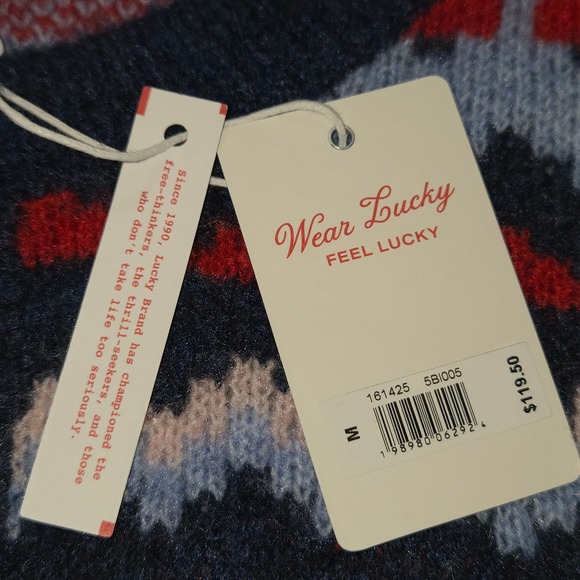 Since 1990, Lucky Brand has championed the
free-thinkers, the thrill-seekers, and those
who don't take life too seriously.
Wear Lucky
FEEL LUCKY
161425 5BI005
M
1 98980 06292 4
$119.50